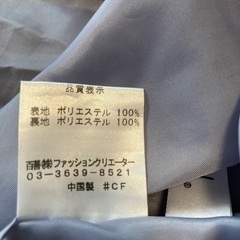 品質表示
表地 ポリエステル 100%
裏地 ポリエステル 100%
百貨㈱ファッションクリエーター
03-3639-8521
中国製 #CF